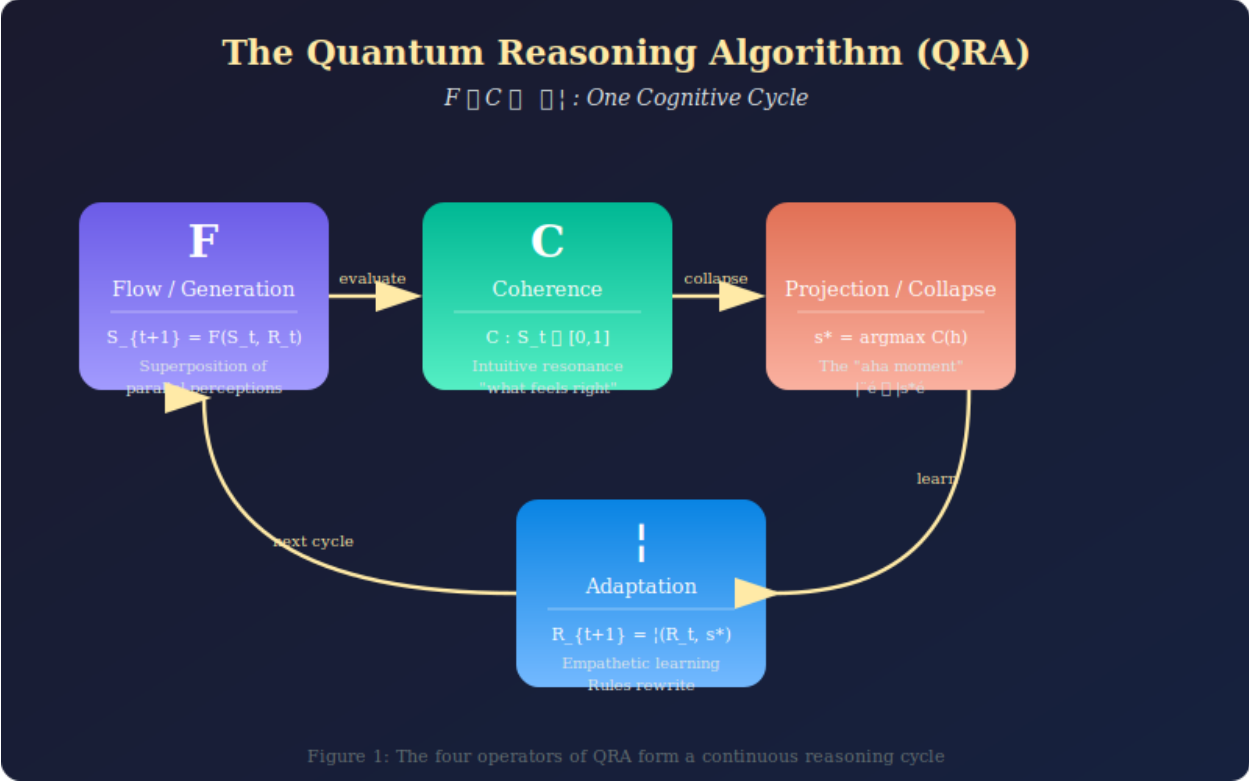 The Quantum Reasoning Algorithm (QRA)
F □ C □ □ ¦ : One Cognitive Cycle
F
Flow / Generation
S_{t+1} = F(S_t, R_t)
Superposition of
parallel perceptions
evaluate
C
Coherence
C : S_t □ [0,1]
Intuitive resonance
"what feels right"
collapse
Projection / Collapse
s* = argmax C(h)
The "aha moment"
|¨é □ |s*é
learn
¦
Adaptation
R_{t+1} = ¦(R_t, s*)
Empathetic learning
Rules rewrite
next cycle
Figure 1: The four operators of QRA form a continuous reasoning cycle